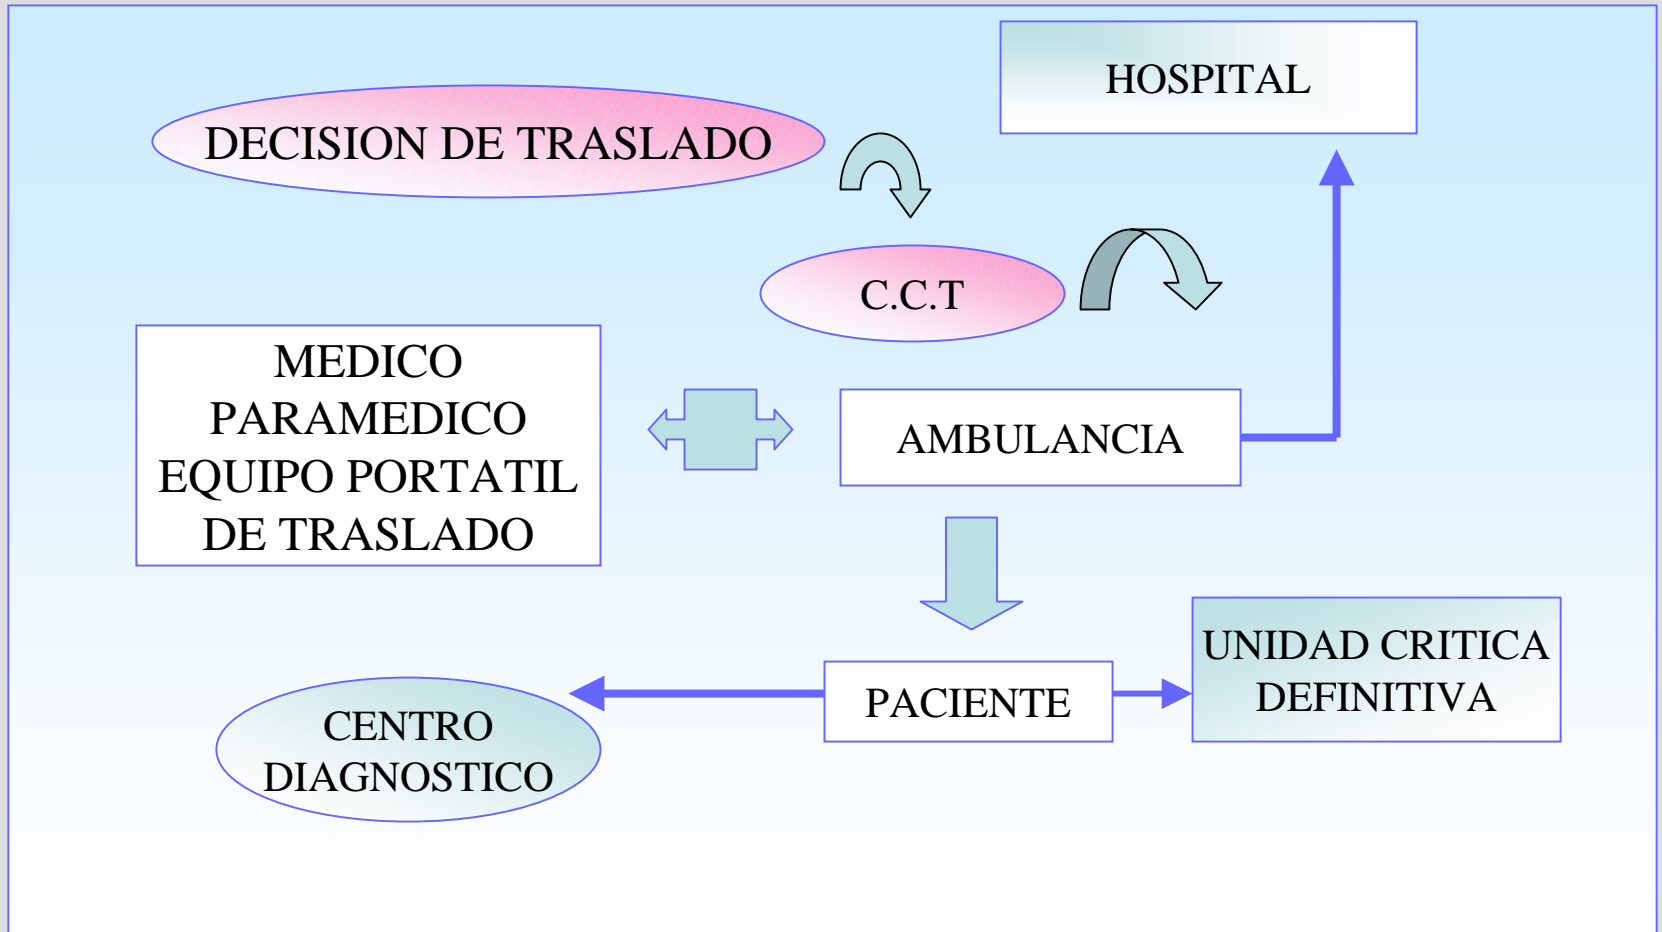 HOSPITAL
DECISION DE TRASLADO
C.C.T
MEDICO
PARAMEDICO
EQUIPO PORTATIL
DE TRASLADO
AMBULANCIA
UNIDAD CRITICA
DEFINITIVA
PACIENTE
CENTRO
DIAGNOSTICO